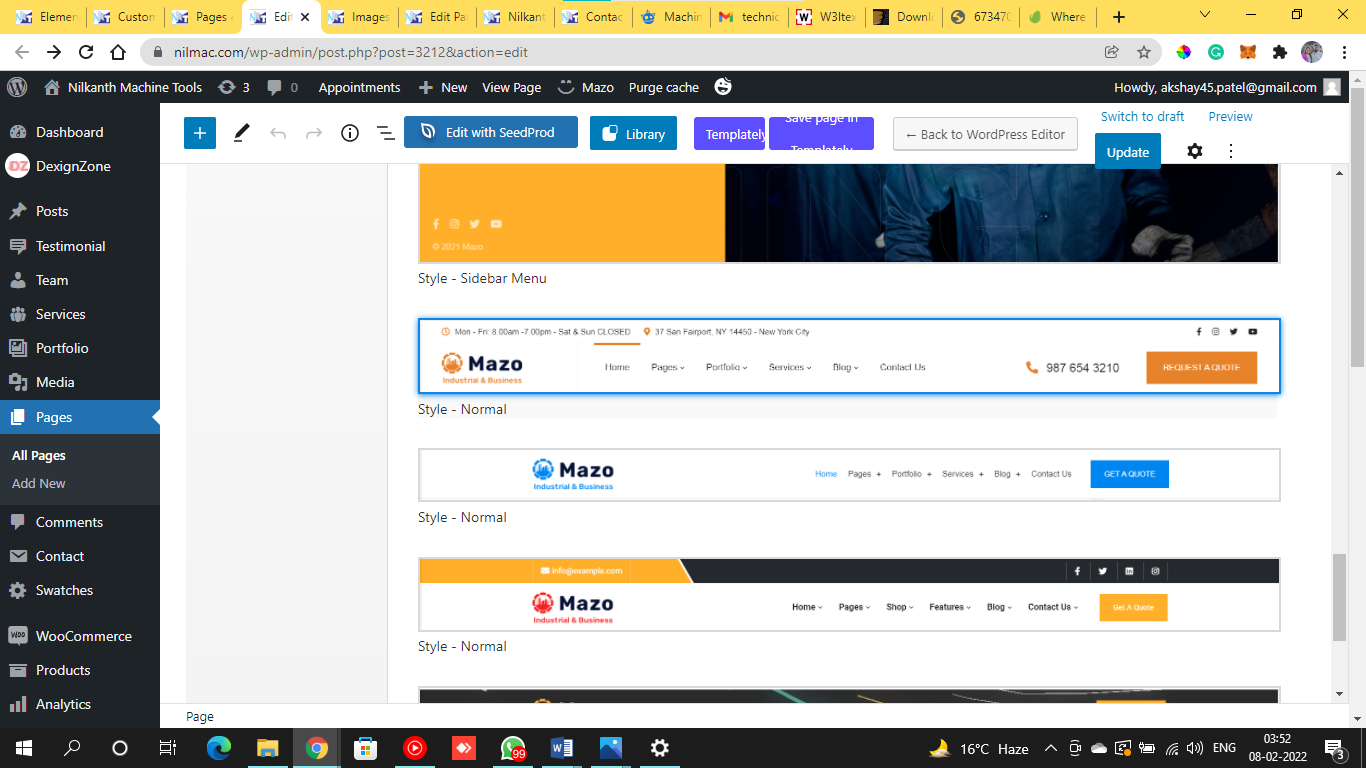 Elemen
Custom
Pages
Edi
Images
Edit Pa
Nilkant
Contac
Machin
technic
W3ltex
Downl
67347
Where
nilmac.com/wp-admin/post.php?post=3212&action=edit
Nilkanth Machine Tools
3
0
Appointments
New
View Page
Mazo
Purge cache
Howdy, akshay45.patel@gmail.com
Dashboard
DZ DexignZone
Posts
Testimonial
Team
Services
Portfolio
Media
Pages
All Pages
Add New
Comments
Contact
Swatches
WOO WooCommerce
Products
Analytics
Edit with SeedProd
Library
Templately
Save page in
Templately
← Back to WordPress Editor
Switch to draft
Preview
Update
© 2021 Mazo
Style - Sidebar Menu
Mon - Fri: 8.00am -7.00pm - Sat & Sun CLOSED
37 San Fairport, NY 14450 - New York City
Mazo
Industrial & Business
Home
Pages
Portfolio
Services
Blog
Contact Us
987 654 3210
REQUEST A QUOTE
Style - Normal
Mazo
Industrial & Business
Home
Pages +
Portfolio +
Services +
Blog +
Contact Us
GET A QUOTE
Style - Normal
Info@example.com
Mazo
Industrial & Business
Home
Pages
Shop
Features
Blog
Contact Us
Get A Quote
Style - Normal
Page
99
16°C Haze
ENG
03:52
08-02-2022
3